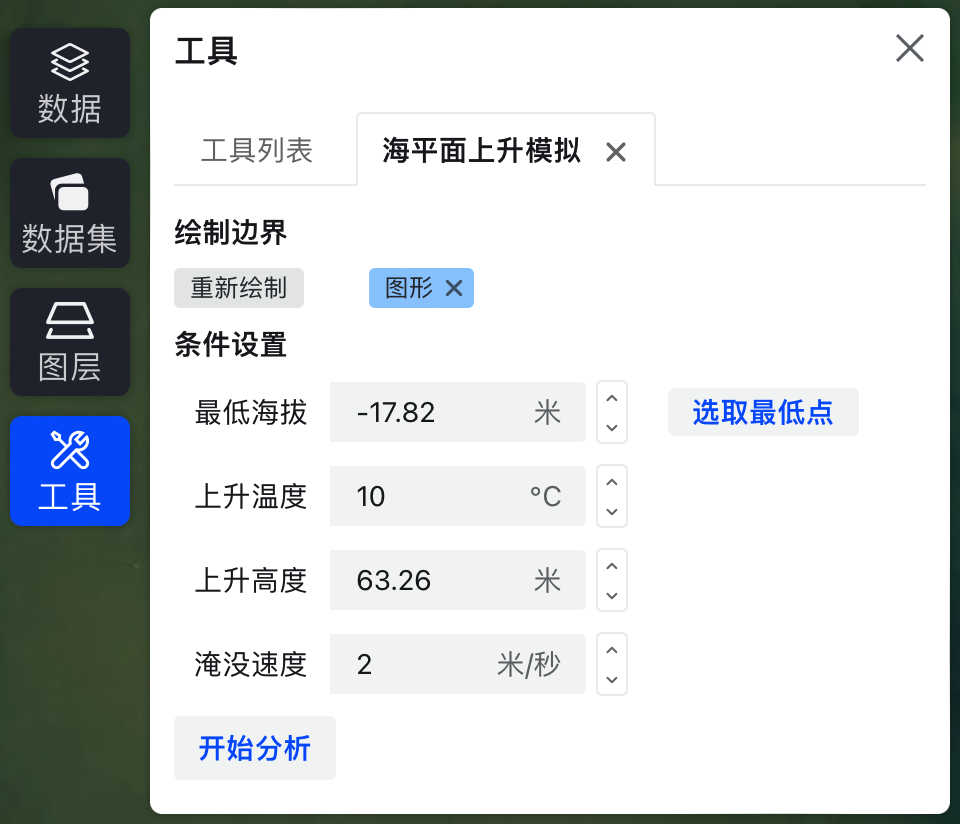 数据
数据集
图层
工具
工具
工具列表 海平面上升模拟
绘制边界
重新绘制 图形
条件设置
最低海拔 -17.82 米 选取最低点
上升温度 10 °C
上升高度 63.26 米
淹没速度 2 米/秒
开始分析